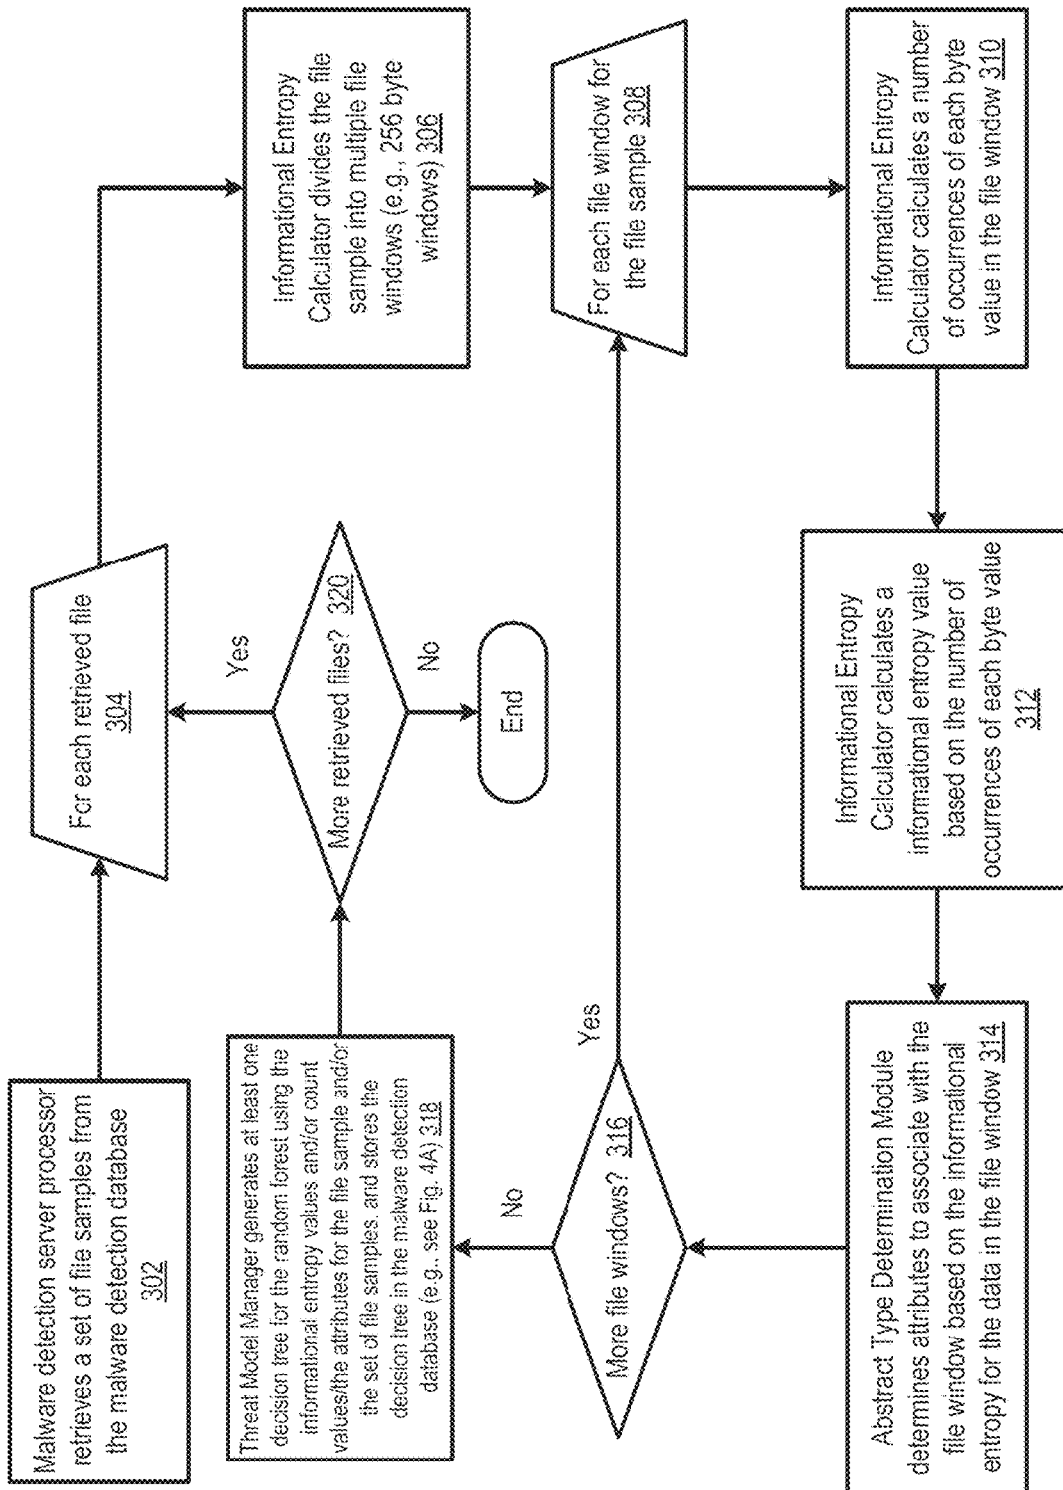 Malware detection server processor
retrieves a set of file samples from
the malware detection database
302
For each retrieved file
304
Informational Entropy
Calculator divides the file
sample into multiple file
windows (e.g., 256 byte
windows) 306
For each file window for
the file sample 308
Informational Entropy
Calculator calculates a number
of occurrences of each byte
value in the file window 310
Informational Entropy
Calculator calculates a
informational entropy value
based on the number of
occurrences of each byte value
312
Abstract Type Determination Module
determines attributes to associate with the
file window based on the informational
entropy for the data in the file window 314
More file windows? 316
Yes
No
Threat Model Manager generates at least one
decision tree for the random forest using the
informational entropy values and/or count
values/the attributes for the file sample and/or
the set of file samples, and stores the
decision tree in the malware detection
database (e.g., see Fig. 4A) 318
More retrieved files? 320
Yes
No
End